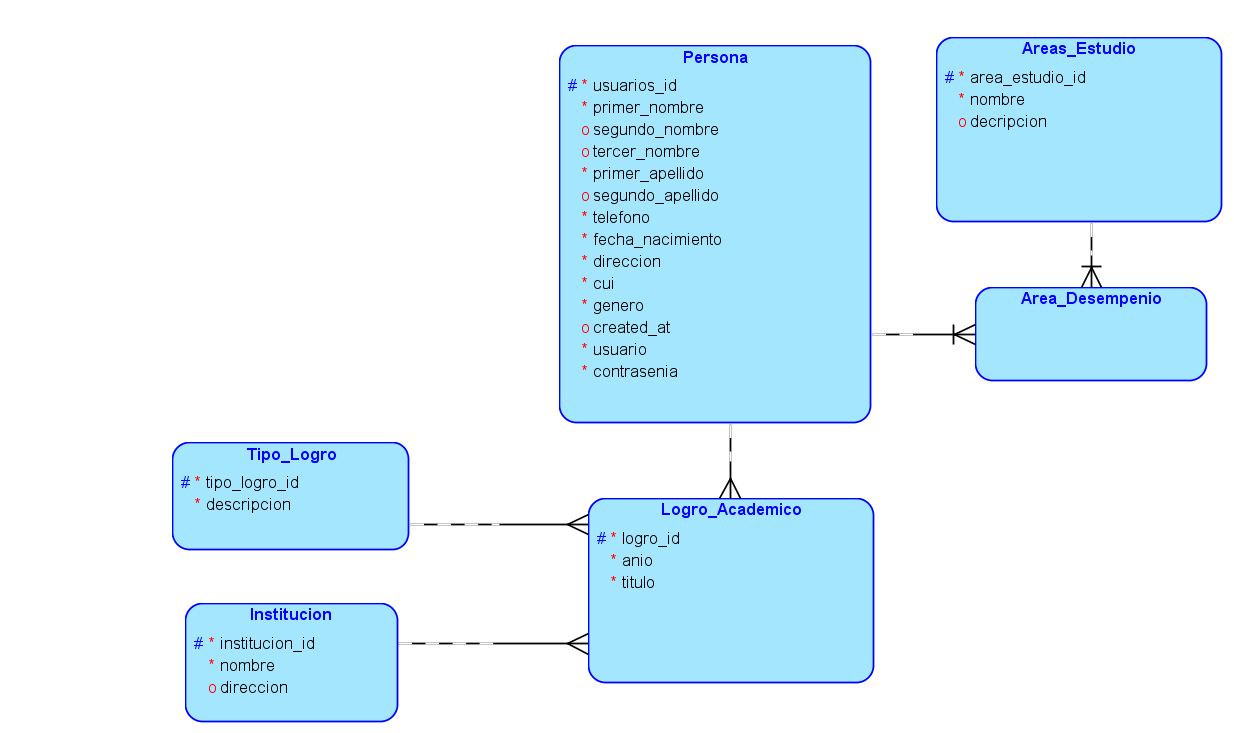 Persona
# * usuarios_id
* primer_nombre
o segundo_nombre
o tercer_nombre
* primer_apellido
o segundo_apellido
* telefono
* fecha_nacimiento
* direccion
* cui
* genero
o created_at
* usuario
* contrasenia
Areas_Estudio
# * area_estudio_id
* nombre
o decripcion
Area_Desempenio
Tipo_Logro
# * tipo_logro_id
* descripcion
Logro_Academico
# * logro_id
* anio
* titulo
Institucion
# * institucion_id
* nombre
o direccion